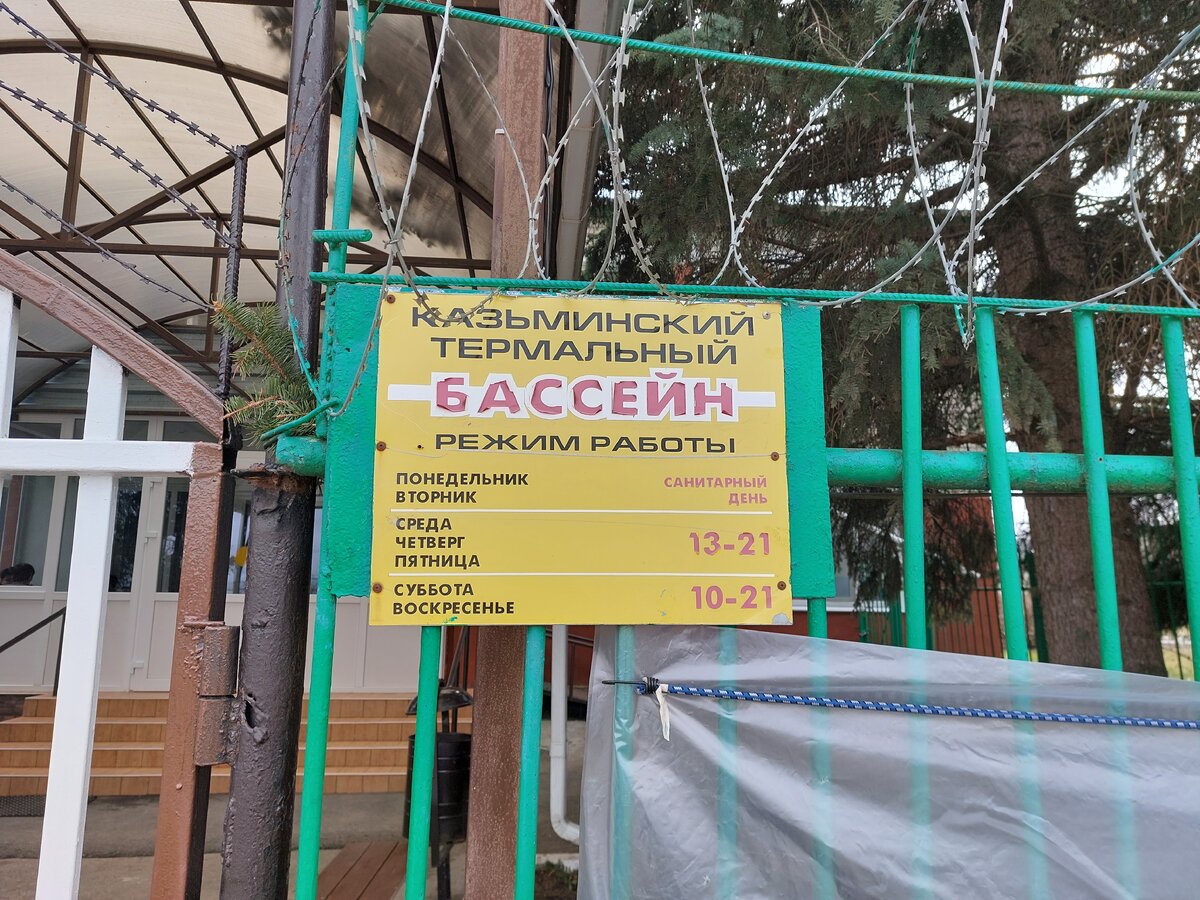 КАЗЬМИНСКИЙ
ТЕРМАЛЬНЫЙ
БАССЕЙН
РЕЖИМ РАБОТЫ
ПОНЕДЕЛЬНИК САНИТАРНЫЙ
ВТОРНИК ДЕНЬ
СРЕДА
ЧЕТВЕРГ 13-21
ПЯТНИЦА
СУББОТА 10-21
ВОСКРЕСЕНЬЕ